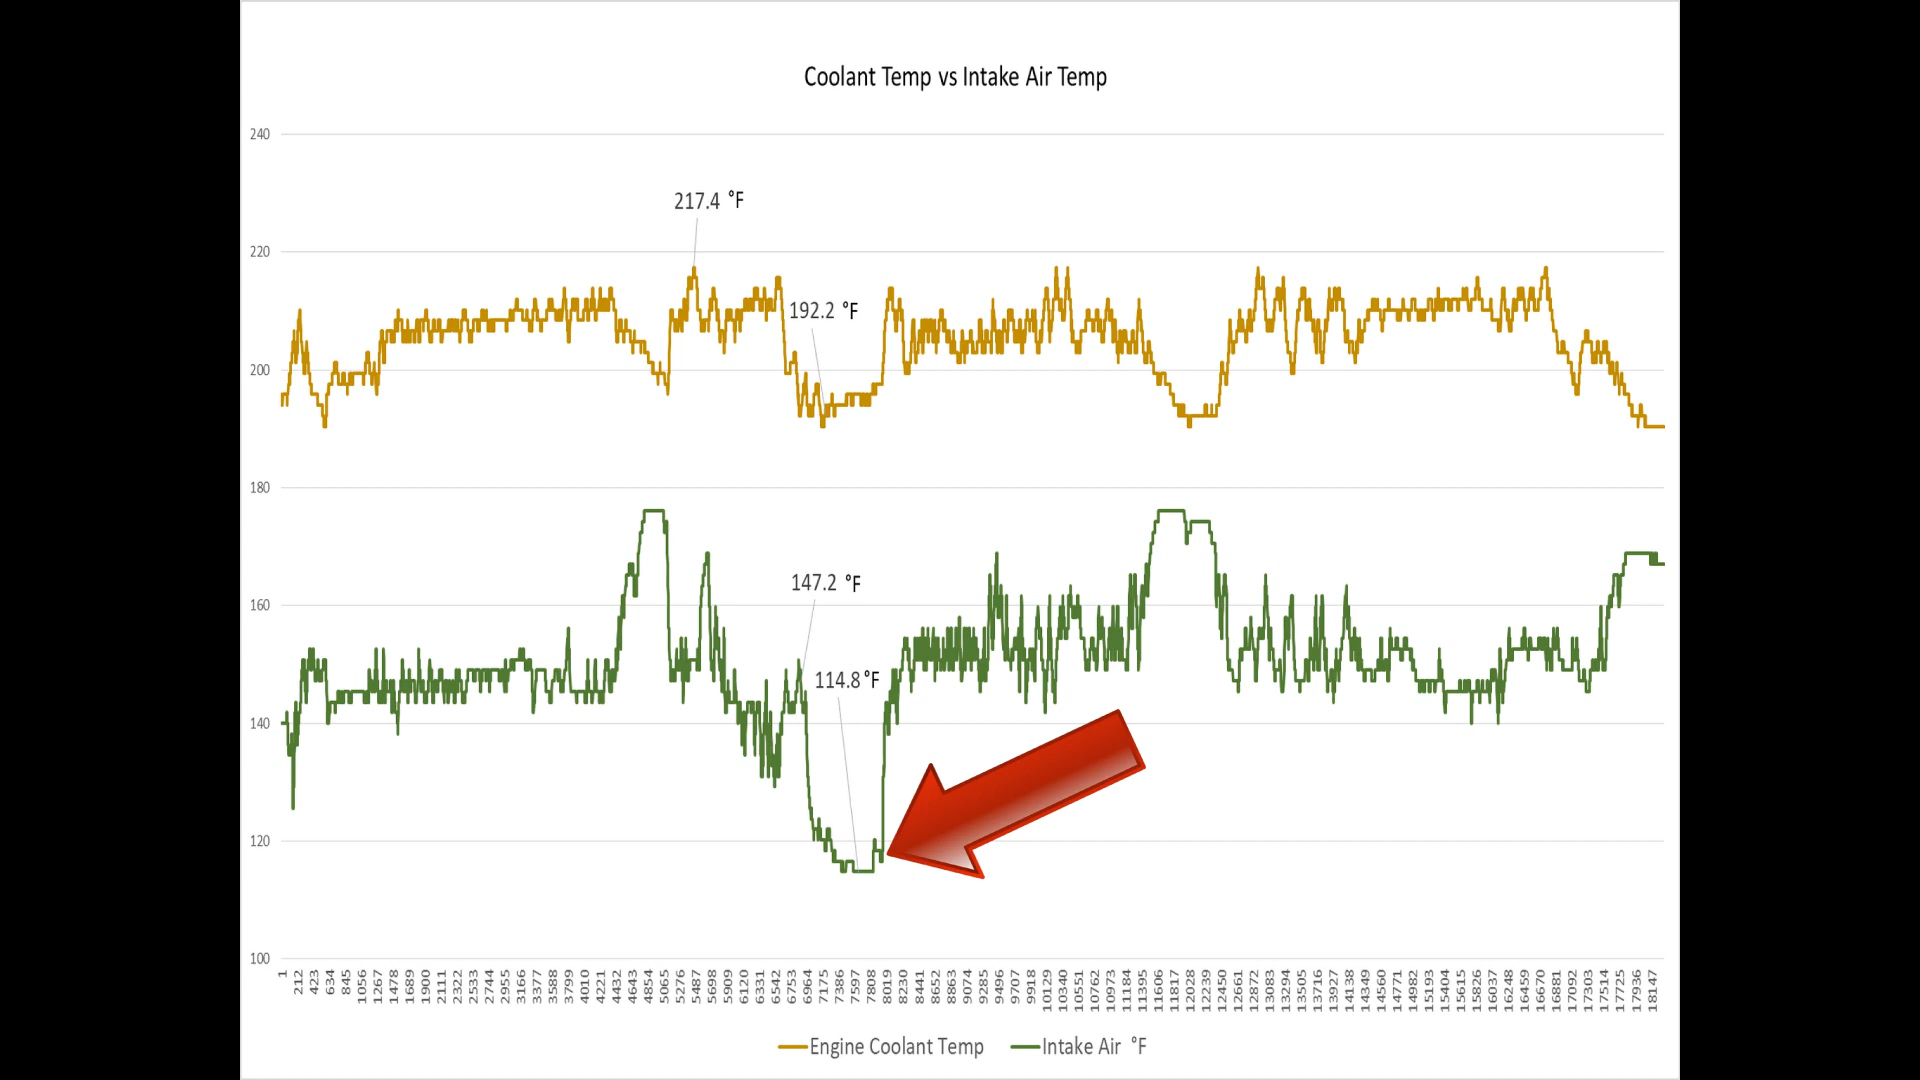 Coolant Temp vs Intake Air Temp
240
217.4 °F
220
192.2 °F
200
180
147.2 °F
160
114.8 °F
140
120
100
1 212 423 634 845 1056 1267 1478 1689 1900 2111 2322 2533 2744 2955 3166 3377 3588 3799 4010 4221 4432 4643 4854 5065 5276 5487 5698 5909 6120 6331 6542 6753 6964 7175 7386 7597 7808 8019 8230 8441 8652 8863 9074 9285 9496 9707 9918 10129 10340 10551 10762 10973 11184 11395 11606 11817 12028 12239 12450 12661 12872 13083 13294 13505 13716 13927 14138 14349 14560 14771 14982 15193 15404 15615 15826 16037 16248 16459 16670 16881 17092 17303 17514 17725 17936 18147
Engine Coolant Temp Intake Air °F